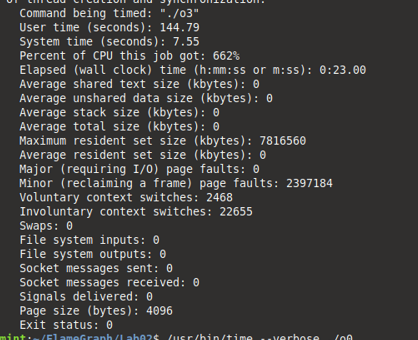 of thread creation and synchronization.
Command being timed: "./o3"
User time (seconds): 144.79
System time (seconds): 7.55
Percent of CPU this job got: 662%
Elapsed (wall clock) time (h:mm:ss or m:ss): 0:23.00
Average shared text size (kbytes): 0
Average unshared data size (kbytes): 0
Average stack size (kbytes): 0
Average total size (kbytes): 0
Maximum resident set size (kbytes): 7816560
Average resident set size (kbytes): 0
Major (requiring I/O) page faults: 0
Minor (reclaiming a frame) page faults: 2397184
Voluntary context switches: 2468
Involuntary context switches: 22655
Swaps: 0
File system inputs: 0
File system outputs: 0
Socket messages sent: 0
Socket messages received: 0
Signals delivered: 0
Page size (bytes): 4096
Exit status: 0
mint:~/FlameGraph/Lab02$ /usr/bin/time --verbose ./o0